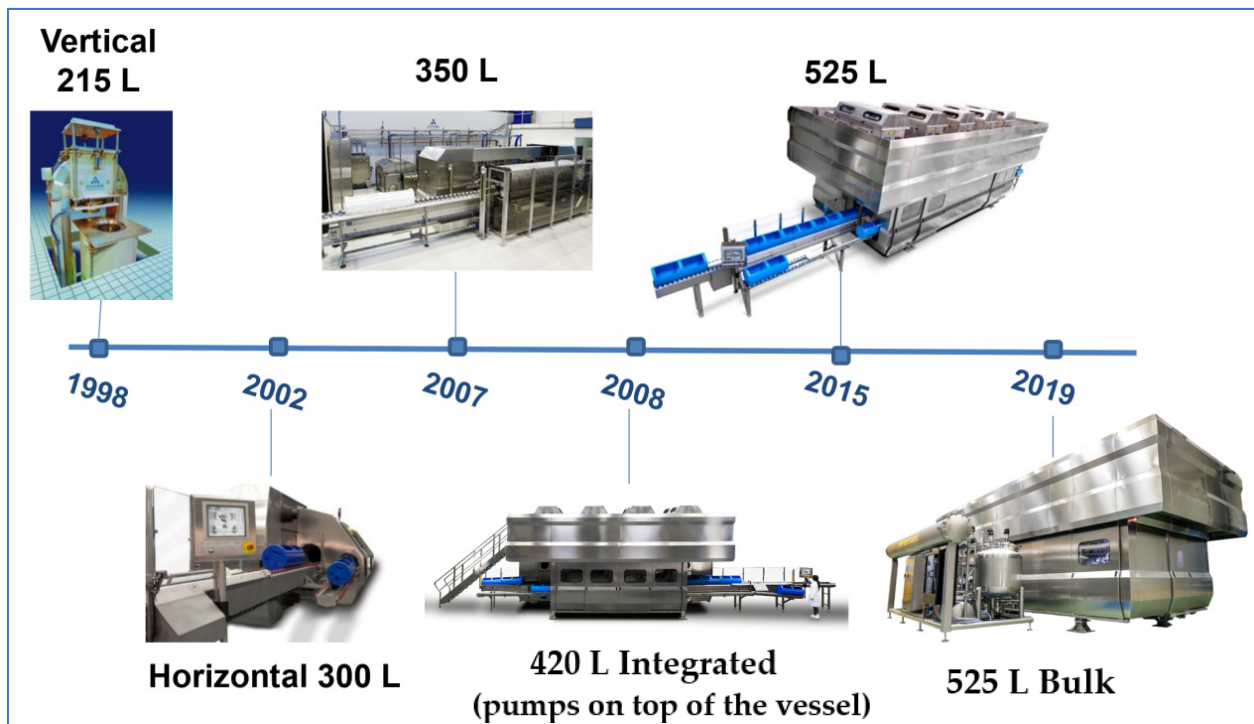 Vertical
215 L
350 L
525 L
1998
2002
2007
2008
2015
2019
Horizontal 300 L
420 L Integrated
(pumps on top of the vessel)
525 L Bulk